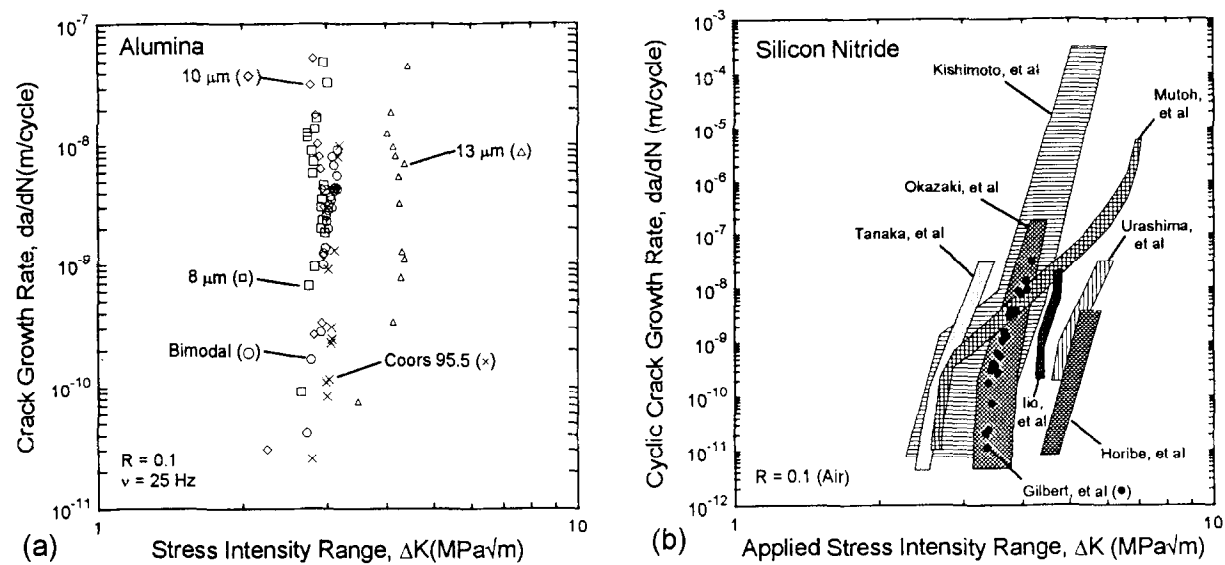 Alumina
10 μm (◇)
13 μm (△)
8 μm (□)
Bimodal (○)
Coors 95.5 (×)
R = 0.1
ν = 25 Hz
10-7
10-8
10-9
10-10
10-11
1
10
Crack Growth Rate, da/dN(m/cycle)
Stress Intensity Range, ΔK(MPa√m)
(a)
Silicon Nitride
Kishimoto, et al
Mutoh,
et al
Okazaki, et al
Tanaka, et al
Urashima,
et al
Iio,
et al
Horibe, et al
Gilbert, et al (●)
R = 0.1 (Air)
10-3
10-4
10-5
10-6
10-7
10-8
10-9
10-10
10-11
10-12
1
10
Cyclic Crack Growth Rate, da/dN (m/cycle)
Applied Stress Intensity Range, ΔK (MPa√m)
(b)